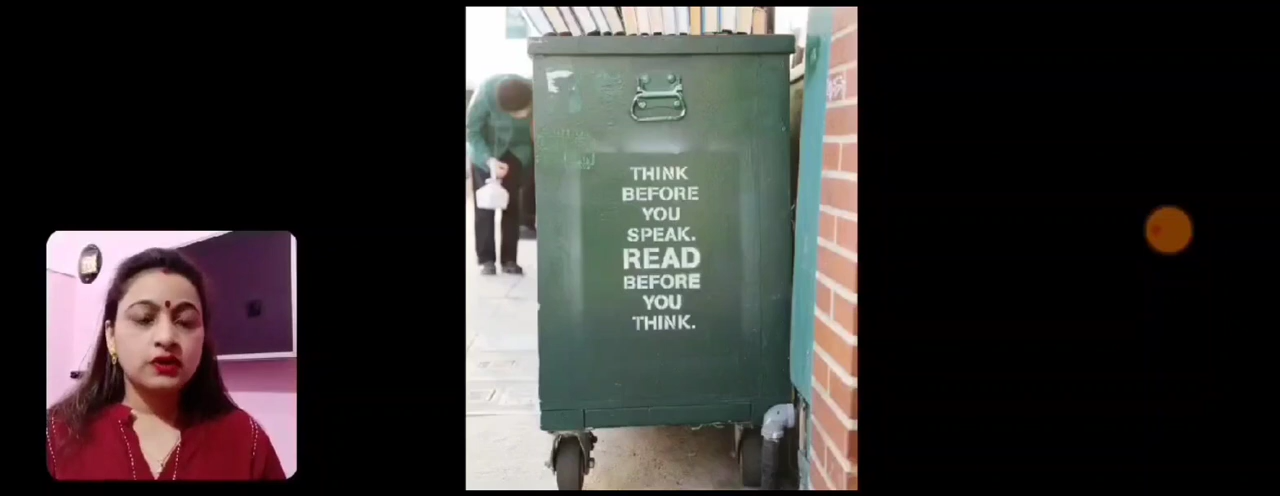 THINK
BEFORE
YOU
SPEAK.
READ
BEFORE
YOU
THINK.